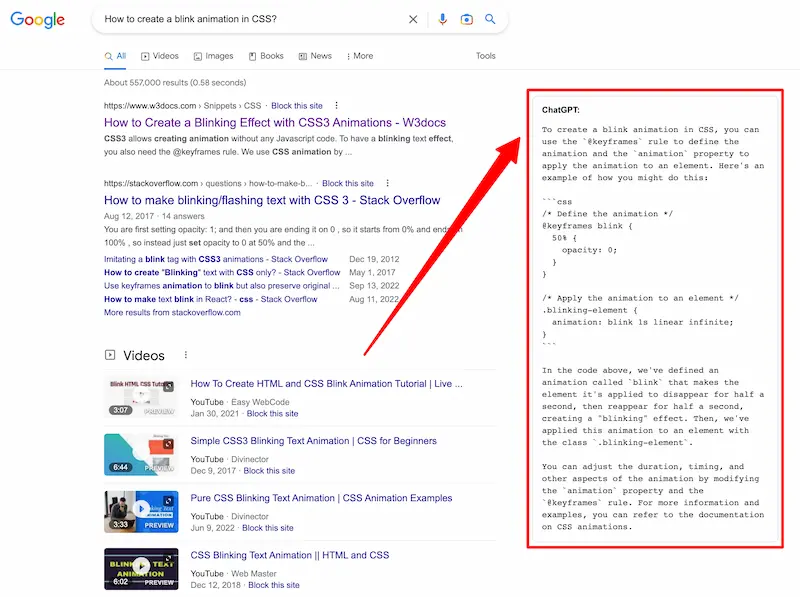 Google
How to create a blink animation in CSS?
All Videos Images Books News More Tools
About 557,000 results (0.58 seconds)
https://www.w3docs.com › Snippets › CSS · Block this site
How to Create a Blinking Effect with CSS3 Animations - W3docs
CSS3 allows creating animation without any Javascript code. To have a blinking text effect,
you also need the @keyframes rule. We use CSS animation by ...
https://stackoverflow.com › questions › how-to-make-b... · Block this site
How to make blinking/flashing text with CSS 3 - Stack Overflow
Aug 12, 2017 · 14 answers
You are first setting opacity: 1; and then you are ending it on 0 , so it starts from 0% and ends on
100% , so instead just set opacity to 0 at 50% and the ...
Imitating a blink tag with CSS3 animations - Stack Overflow Dec 19, 2012
How to create "Blinking" text with CSS only? - Stack Overflow May 1, 2017
Use keyframes animation to blink but also preserve original ... Sep 13, 2022
How to make text blink in React? - css - Stack Overflow Aug 11, 2022
More results from stackoverflow.com
Videos
Blink HTML CSS Tutorial
3:07 PREVIEW
How To Create HTML and CSS Blink Animation Tutorial | Live ...
YouTube · Easy WebCode
Jan 30, 2021 · Block this site
6:44 PREVIEW
Simple CSS3 Blinking Text Animation | CSS for Beginners
YouTube · Divinector
Dec 9, 2017 · Block this site
3:33 PREVIEW
Pure CSS Blinking Text Animation | CSS Animation Examples
YouTube · Divinector
Jun 9, 2022 · Block this site
BLINKING TEXT
ANIMATION
6:02 PREVIEW
CSS Blinking Text Animation || HTML and CSS
YouTube · Web Master
Dec 12, 2018 · Block this site
ChatGPT:
To create a blink animation in CSS, you can
use the `@keyframes` rule to define the
animation and the `animation` property to
apply the animation to an element. Here's an
example of how you might do this:
```css
/* Define the animation */
@keyframes blink {
50% {
opacity: 0;
}
}
/* Apply the animation to an element */
.blinking-element {
animation: blink 1s linear infinite;
}
```
In the code above, we've defined an
animation called `blink` that makes the
element it's applied to disappear for half a
second, then reappear for half a second,
creating a "blinking" effect. Then, we've
applied this animation to an element with
the class `.blinking-element`.
You can adjust the duration, timing, and
other aspects of the animation by modifying
the `animation` property and the
`@keyframes` rule. For more information and
examples, you can refer to the documentation
on CSS animations.